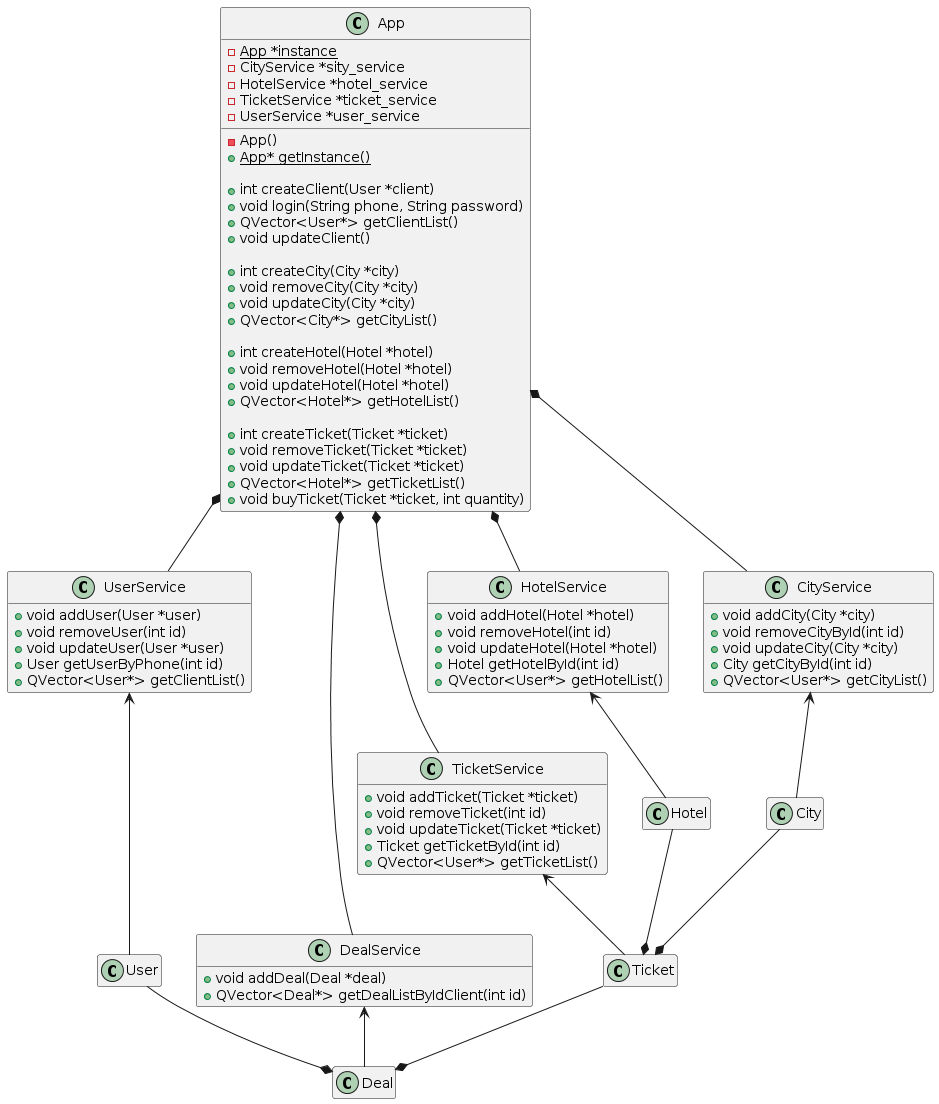 App
App *instance
CityService *sity_service
HotelService *hotel_service
TicketService *ticket_service
UserService *user_service
App()
App* getInstance()
int createClient(User *client)
void login(String phone, String password)
QVector<User*> getClientList()
void updateClient()
int createCity(City *city)
void removeCity(City *city)
void updateCity(City *city)
QVector<City*> getCityList()
int createHotel(Hotel *hotel)
void removeHotel(Hotel *hotel)
void updateHotel(Hotel *hotel)
QVector<Hotel*> getHotelList()
int createTicket(Ticket *ticket)
void removeTicket(Ticket *ticket)
void updateTicket(Ticket *ticket)
QVector<Hotel*> getTicketList()
void buyTicket(Ticket *ticket, int quantity)
C UserService
void addUser(User *user)
void removeUser(int id)
void updateUser(User *user)
User getUserByPhone(int id)
QVector<User*> getClientList()
C HotelService
void addHotel(Hotel *hotel)
void removeHotel(int id)
void updateHotel(Hotel *hotel)
Hotel getHotelById(int id)
QVector<User*> getHotelList()
C CityService
void addCity(City *city)
void removeCityById(int id)
void updateCity(City *city)
City getCityById(int id)
QVector<User*> getCityList()
C TicketService
void addTicket(Ticket *ticket)
void removeTicket(int id)
void updateTicket(Ticket *ticket)
Ticket getTicketById(int id)
QVector<User*> getTicketList()
C Hotel
C City
C User
C DealService
void addDeal(Deal *deal)
QVector<Deal*> getDealListByIdClient(int id)
C Ticket
C Deal